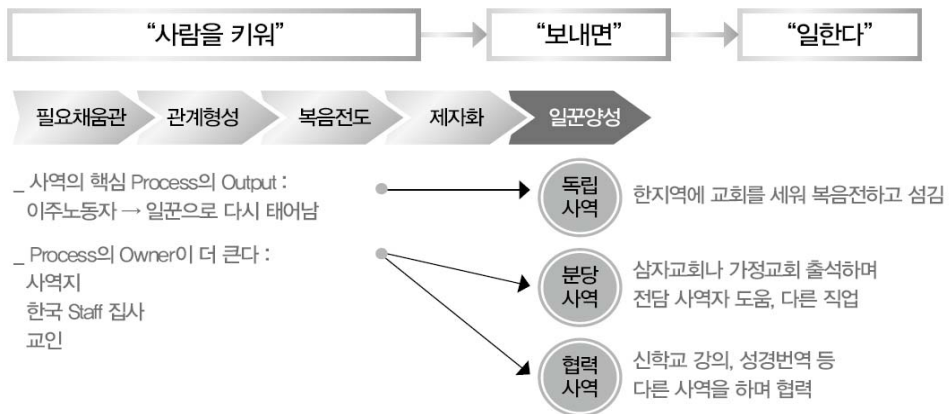 “사람을 키워”
“보내면”
“일한다”
필요채움관
관계형성
복음전도
제자화
일꾼양성
_ 사역의 핵심 Process의 Output :
이주노동자 → 일꾼으로 다시 태어남
_ Process의 Owner이 더 큰다 :
사역지
한국 Staff 집사
교인
독립
사역
한지역에 교회를 세워 복음전하고 섬김
분당
사역
삼자교회나 가정교회 출석하며
전담 사역자 도움, 다른 직업
협력
사역
신학교 강의, 성경번역 등
다른 사역을 하며 협력